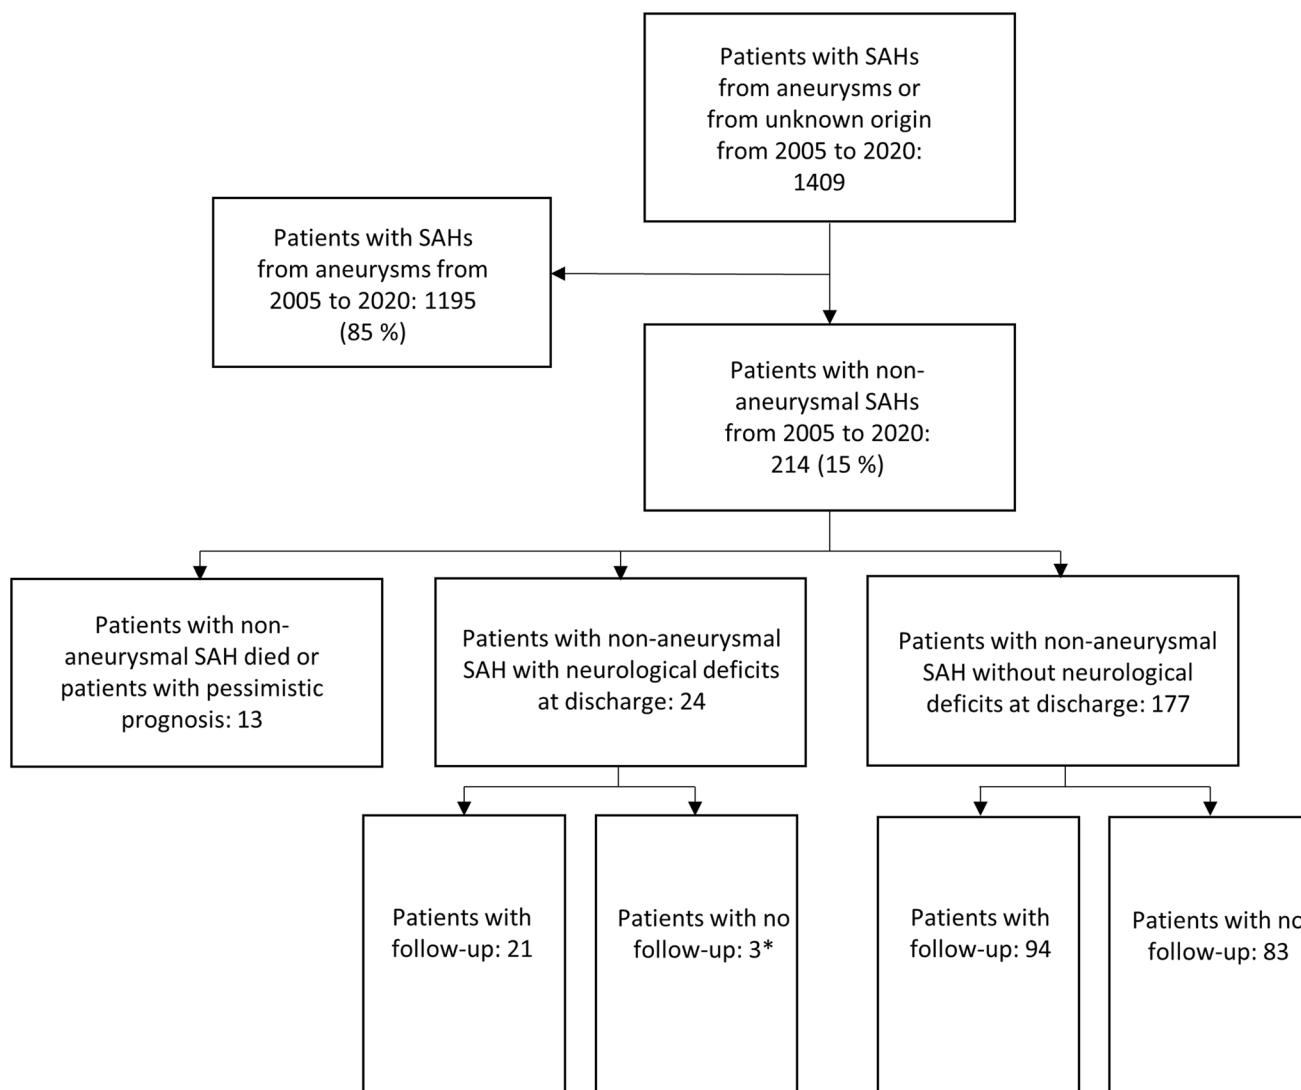 Patients with SAHs
from aneurysms or
from unknown origin
from 2005 to 2020:
1409
Patients with SAHs
from aneurysms from
2005 to 2020: 1195
(85 %)
Patients with non-
aneurysmal SAHs
from 2005 to 2020:
214 (15 %)
Patients with non-
aneurysmal SAH died or
patients with pessimistic
prognosis: 13
Patients with non-aneurysmal
SAH with neurological deficits
at discharge: 24
Patients with non-aneurysmal
SAH without neurological
deficits at discharge: 177
Patients with
follow-up: 21
Patients with no
follow-up: 3*
Patients with
follow-up: 94
Patients with no
follow-up: 83